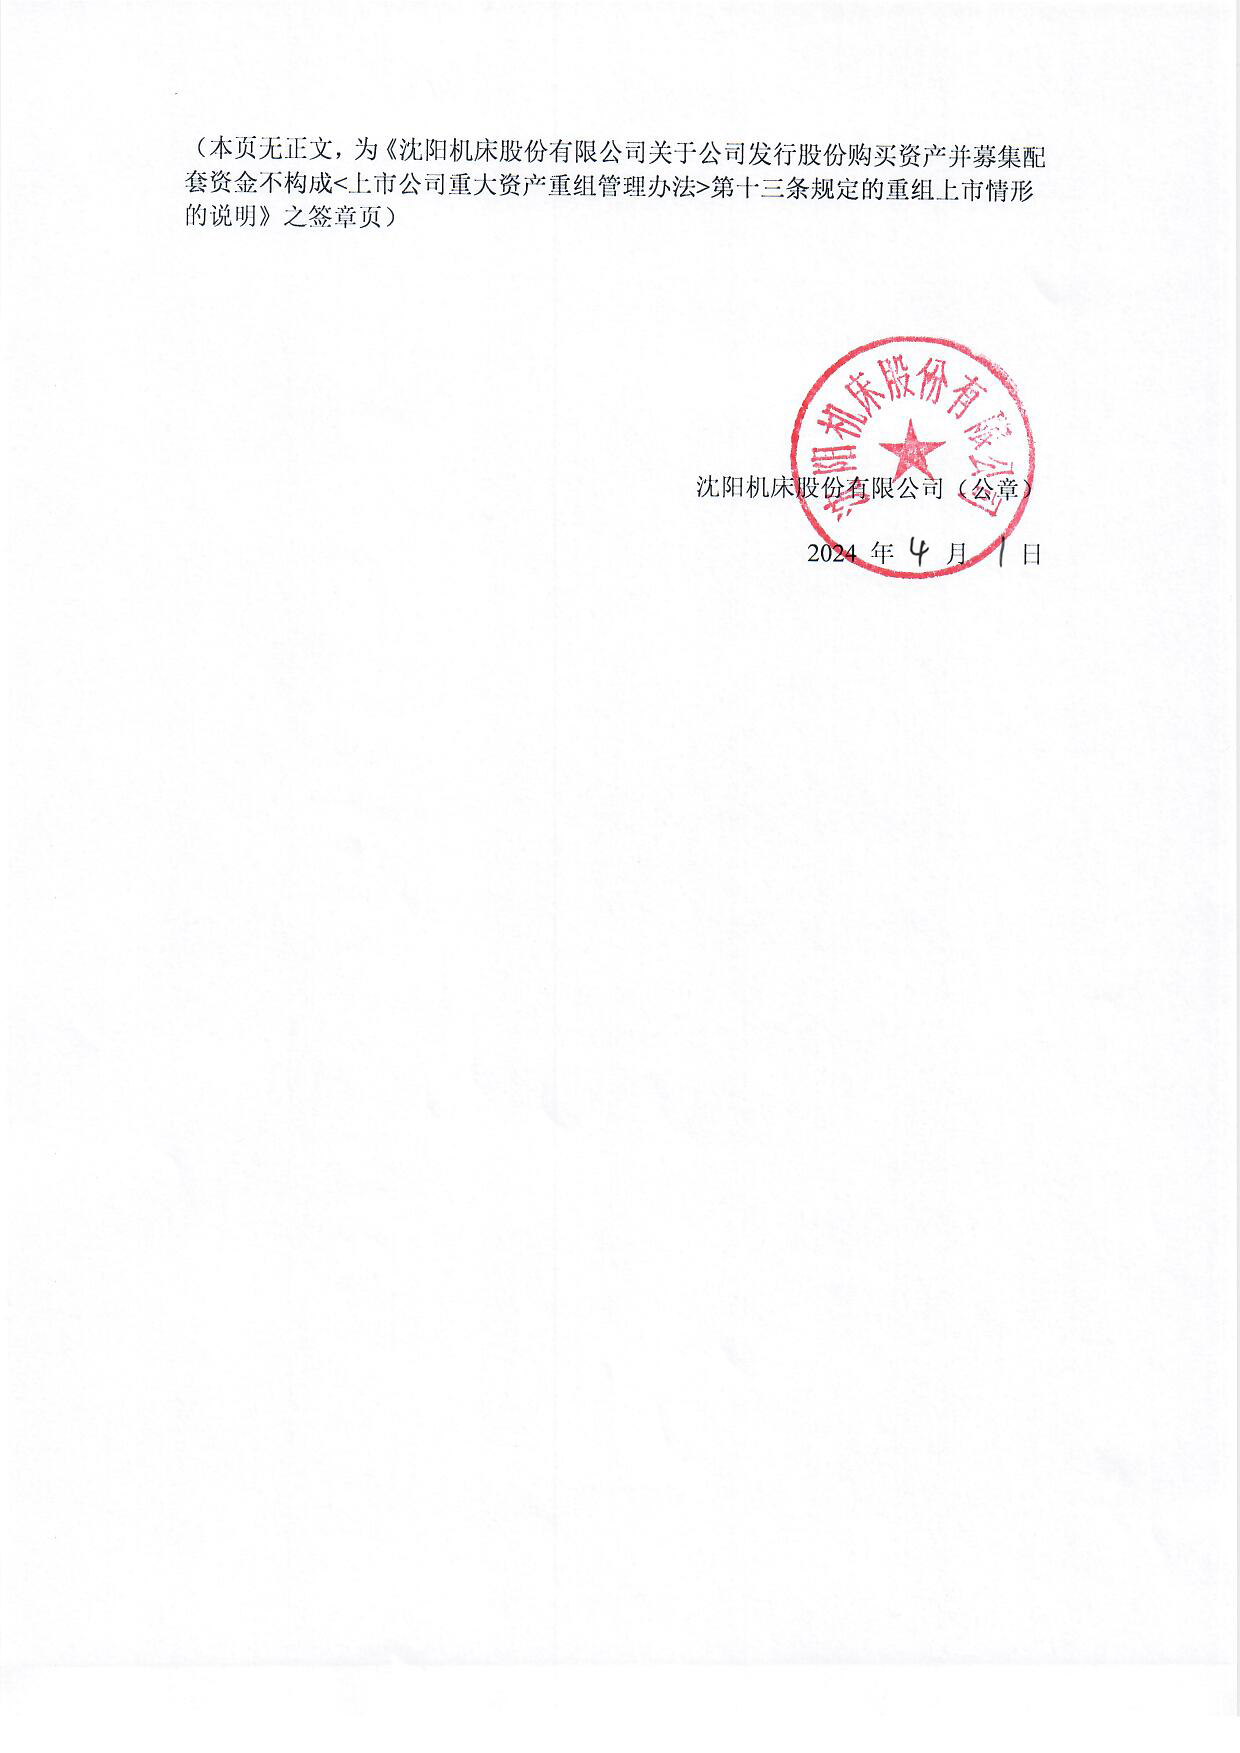 （本页无正文，为《沈阳机床股份有限公司关于公司发行股份购买资产并募集配
套资金不构成<上市公司重大资产重组管理办法>第十三条规定的重组上市情形
的说明》之签章页）
沈阳机床股份有限公司
沈阳机床股份有限公司（公章）
2024 年 4 月 1 日